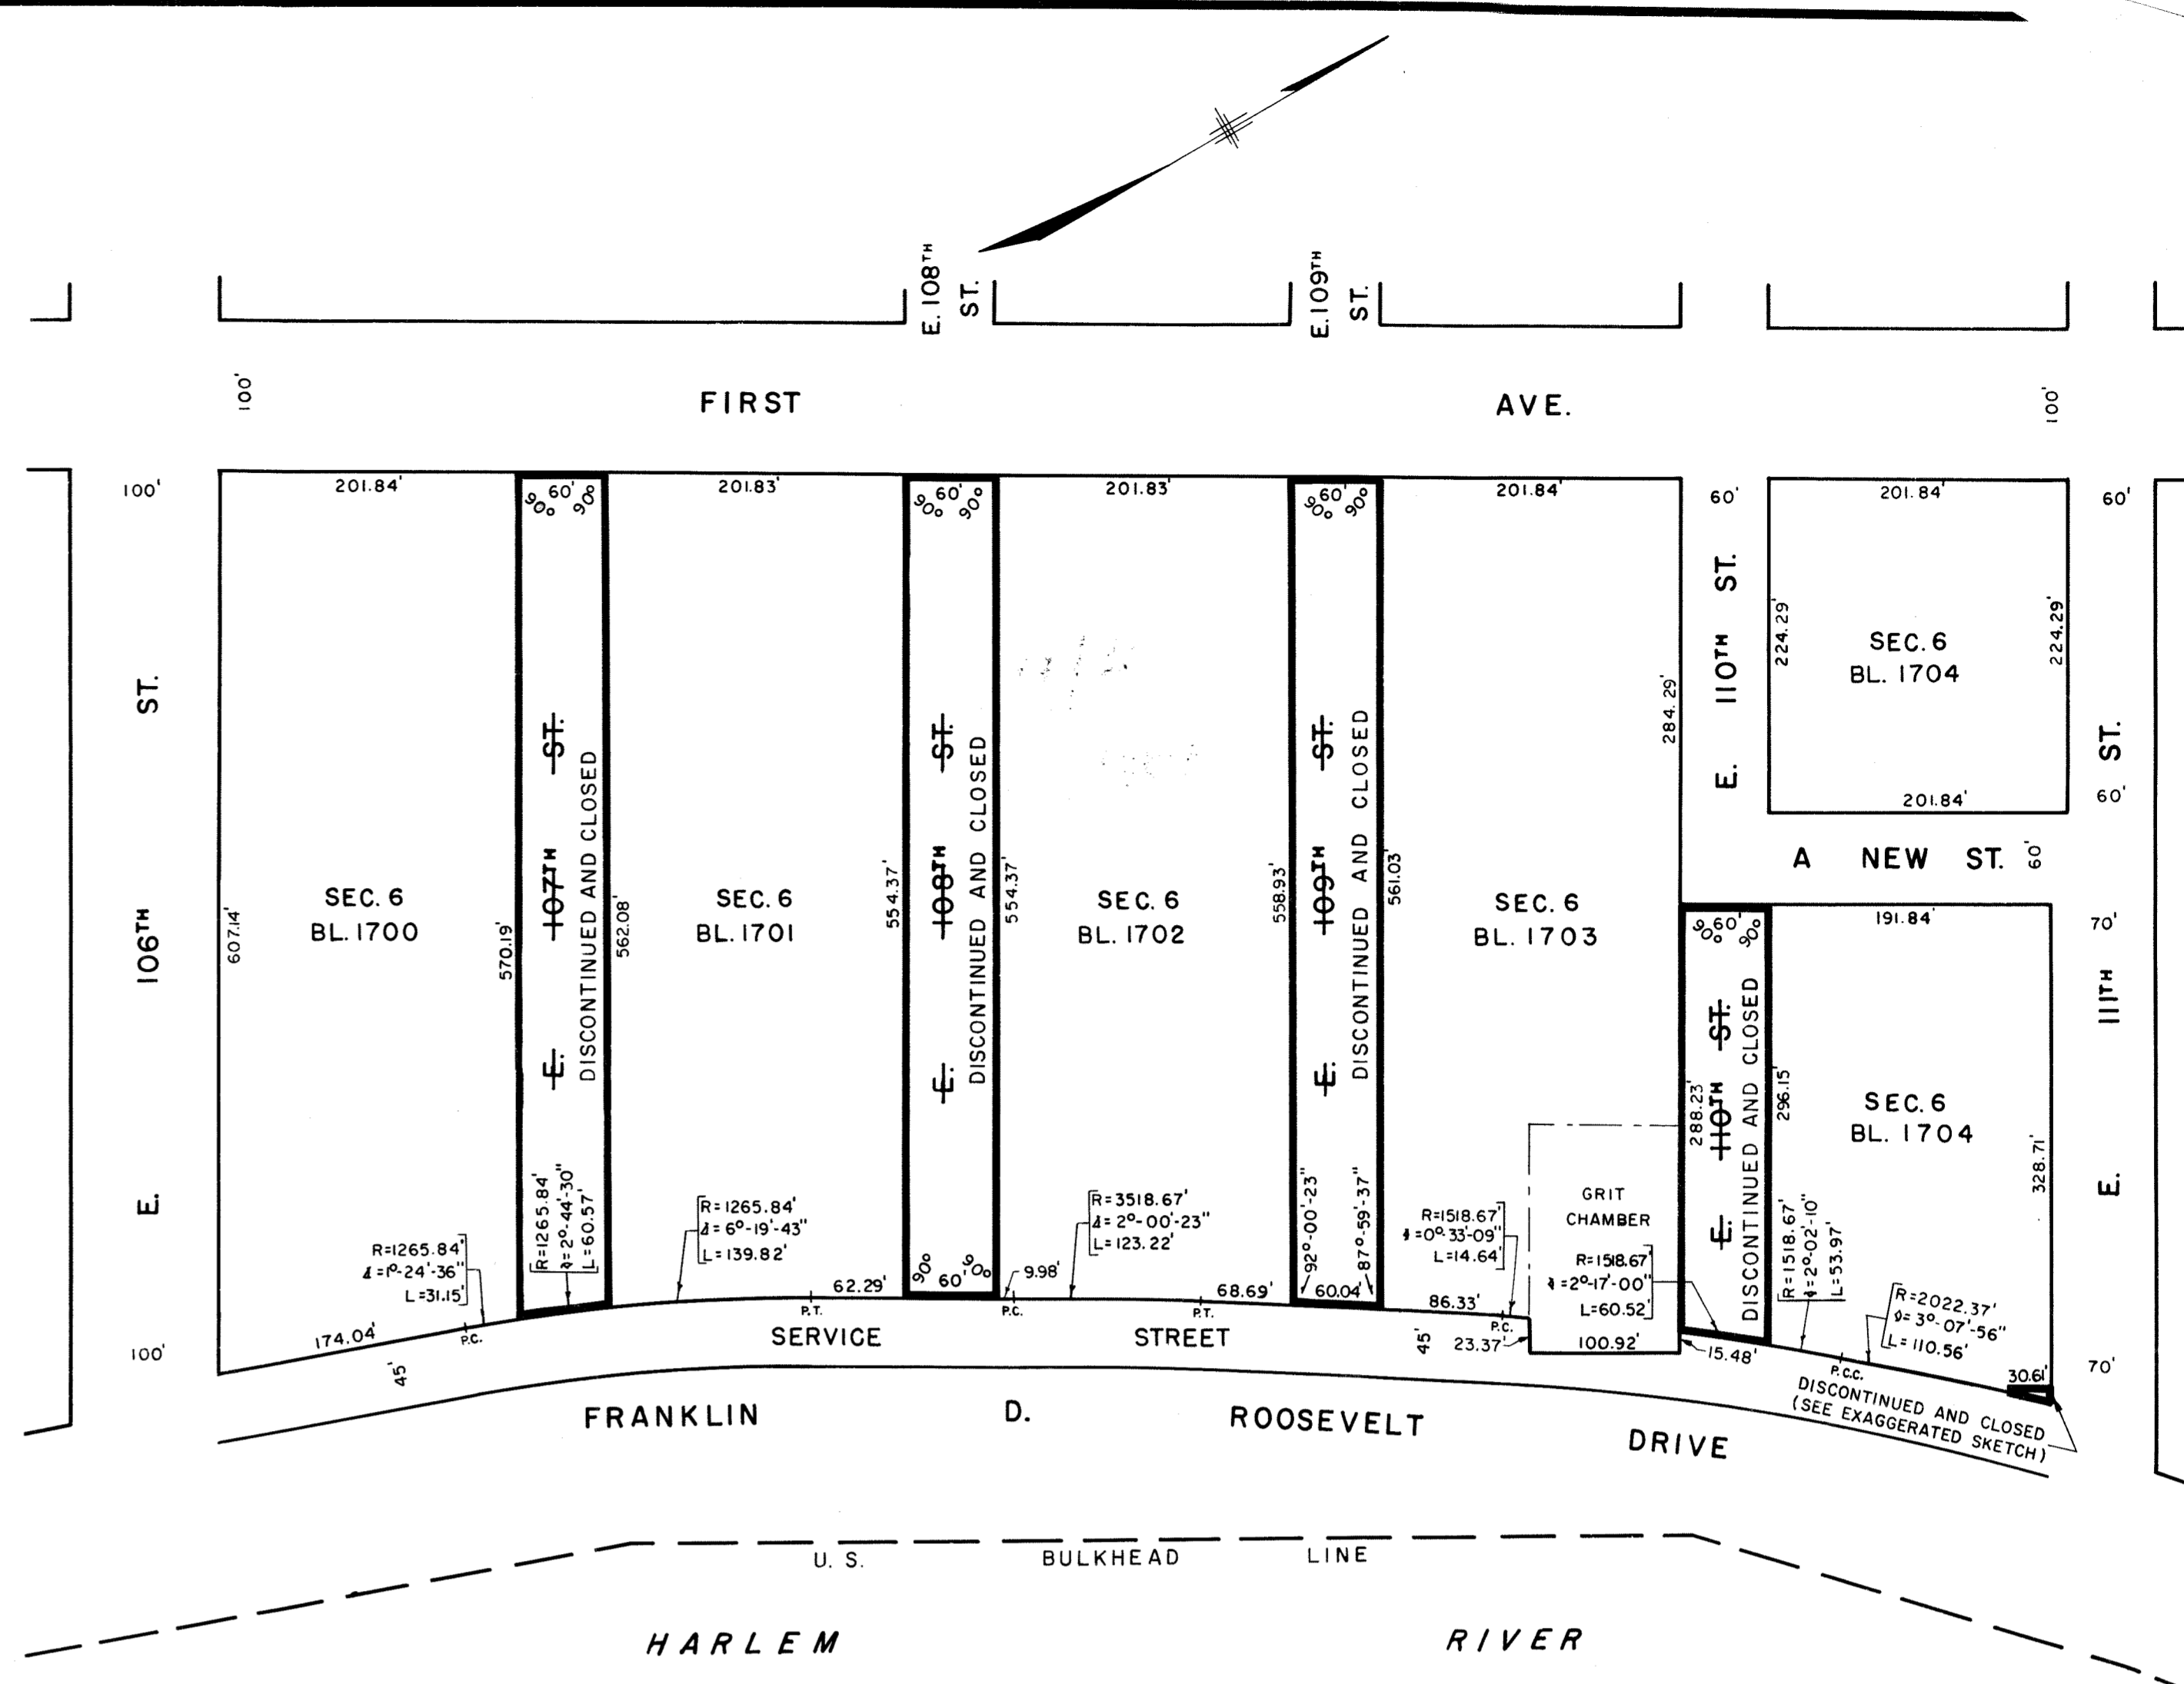 E. 108TH
ST.
E. 109TH
ST.
100'
FIRST AVE.
100'
100'
201.84'
60'
90° 90°
201.83'
60'
90° 90°
201.83'
60'
90° 90°
201.84'
60'
201.84'
60'
E. 106TH ST.
607.14'
SEC. 6
BL. 1700
570.19'
E. 107TH ST.
DISCONTINUED AND CLOSED
562.08'
SEC. 6
BL. 1701
554.37'
E. 108TH ST.
DISCONTINUED AND CLOSED
554.37'
SEC. 6
BL. 1702
558.93'
E. 109TH ST.
DISCONTINUED AND CLOSED
561.03'
SEC. 6
BL. 1703
284.29'
E. 110TH ST.
224.29'
SEC. 6
BL. 1704
224.29'
201.84'
60'
A NEW ST. 60'
E. 111TH ST.
60'
90° 90°
191.84'
70'
288.23'
E. 110TH ST.
DISCONTINUED AND CLOSED
296.15'
SEC. 6
BL. 1704
328.71'
R=1265.84'
Δ=1°-24'-36"
L=31.15'
R=1265.84'
Δ=2°-44'-30"
L=60.57'
R=1265.84'
Δ=6°-19'-43"
L=139.82'
R=3518.67'
Δ=2°-00'-23"
L=123.22'
92°-00'-23"
87°-59'-37"
R=1518.67'
Δ=0°-33'-09"
L=14.64'
GRIT
CHAMBER
R=1518.67'
Δ=2°-17'-00"
L=60.52'
R=1518.67'
Δ=2°-02'-10"
L=53.97'
R=2022.37'
Δ=3°-07'-56"
L=110.56'
100'
174.04'
P.C.
45'
P.T.
62.29'
90° 90°
60'
9.98'
P.C.
P.T.
68.69'
60.04'
86.33'
P.C.
45'
23.37'
100.92'
15.48'
P.C.C.
30.61'
70'
SERVICE STREET
DISCONTINUED AND CLOSED
(SEE EXAGGERATED SKETCH)
FRANKLIN D. ROOSEVELT DRIVE
U. S. BULKHEAD LINE
HARLEM RIVER